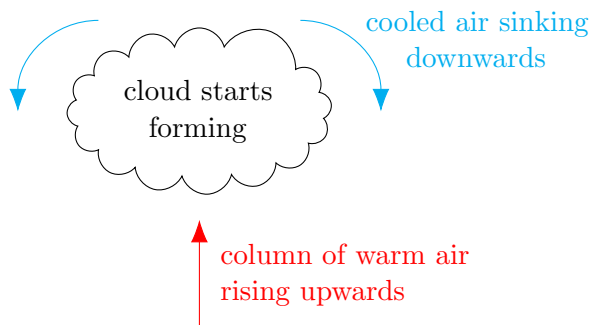 cooled air sinking
downwards
cloud starts
forming
column of warm air
rising upwards